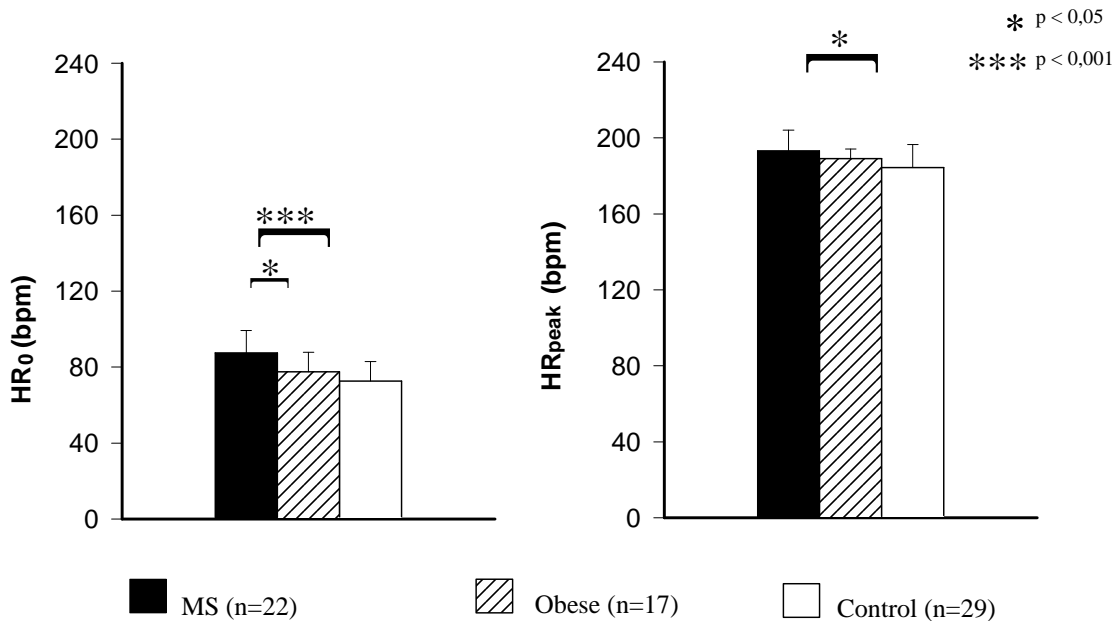 * p < 0,05
*** p < 0,001
HR0 (bpm)
240
200
160
120
80
40
0
***
*
HRpeak (bpm)
240
200
160
120
80
40
0
*
MS (n=22)
Obese (n=17)
Control (n=29)